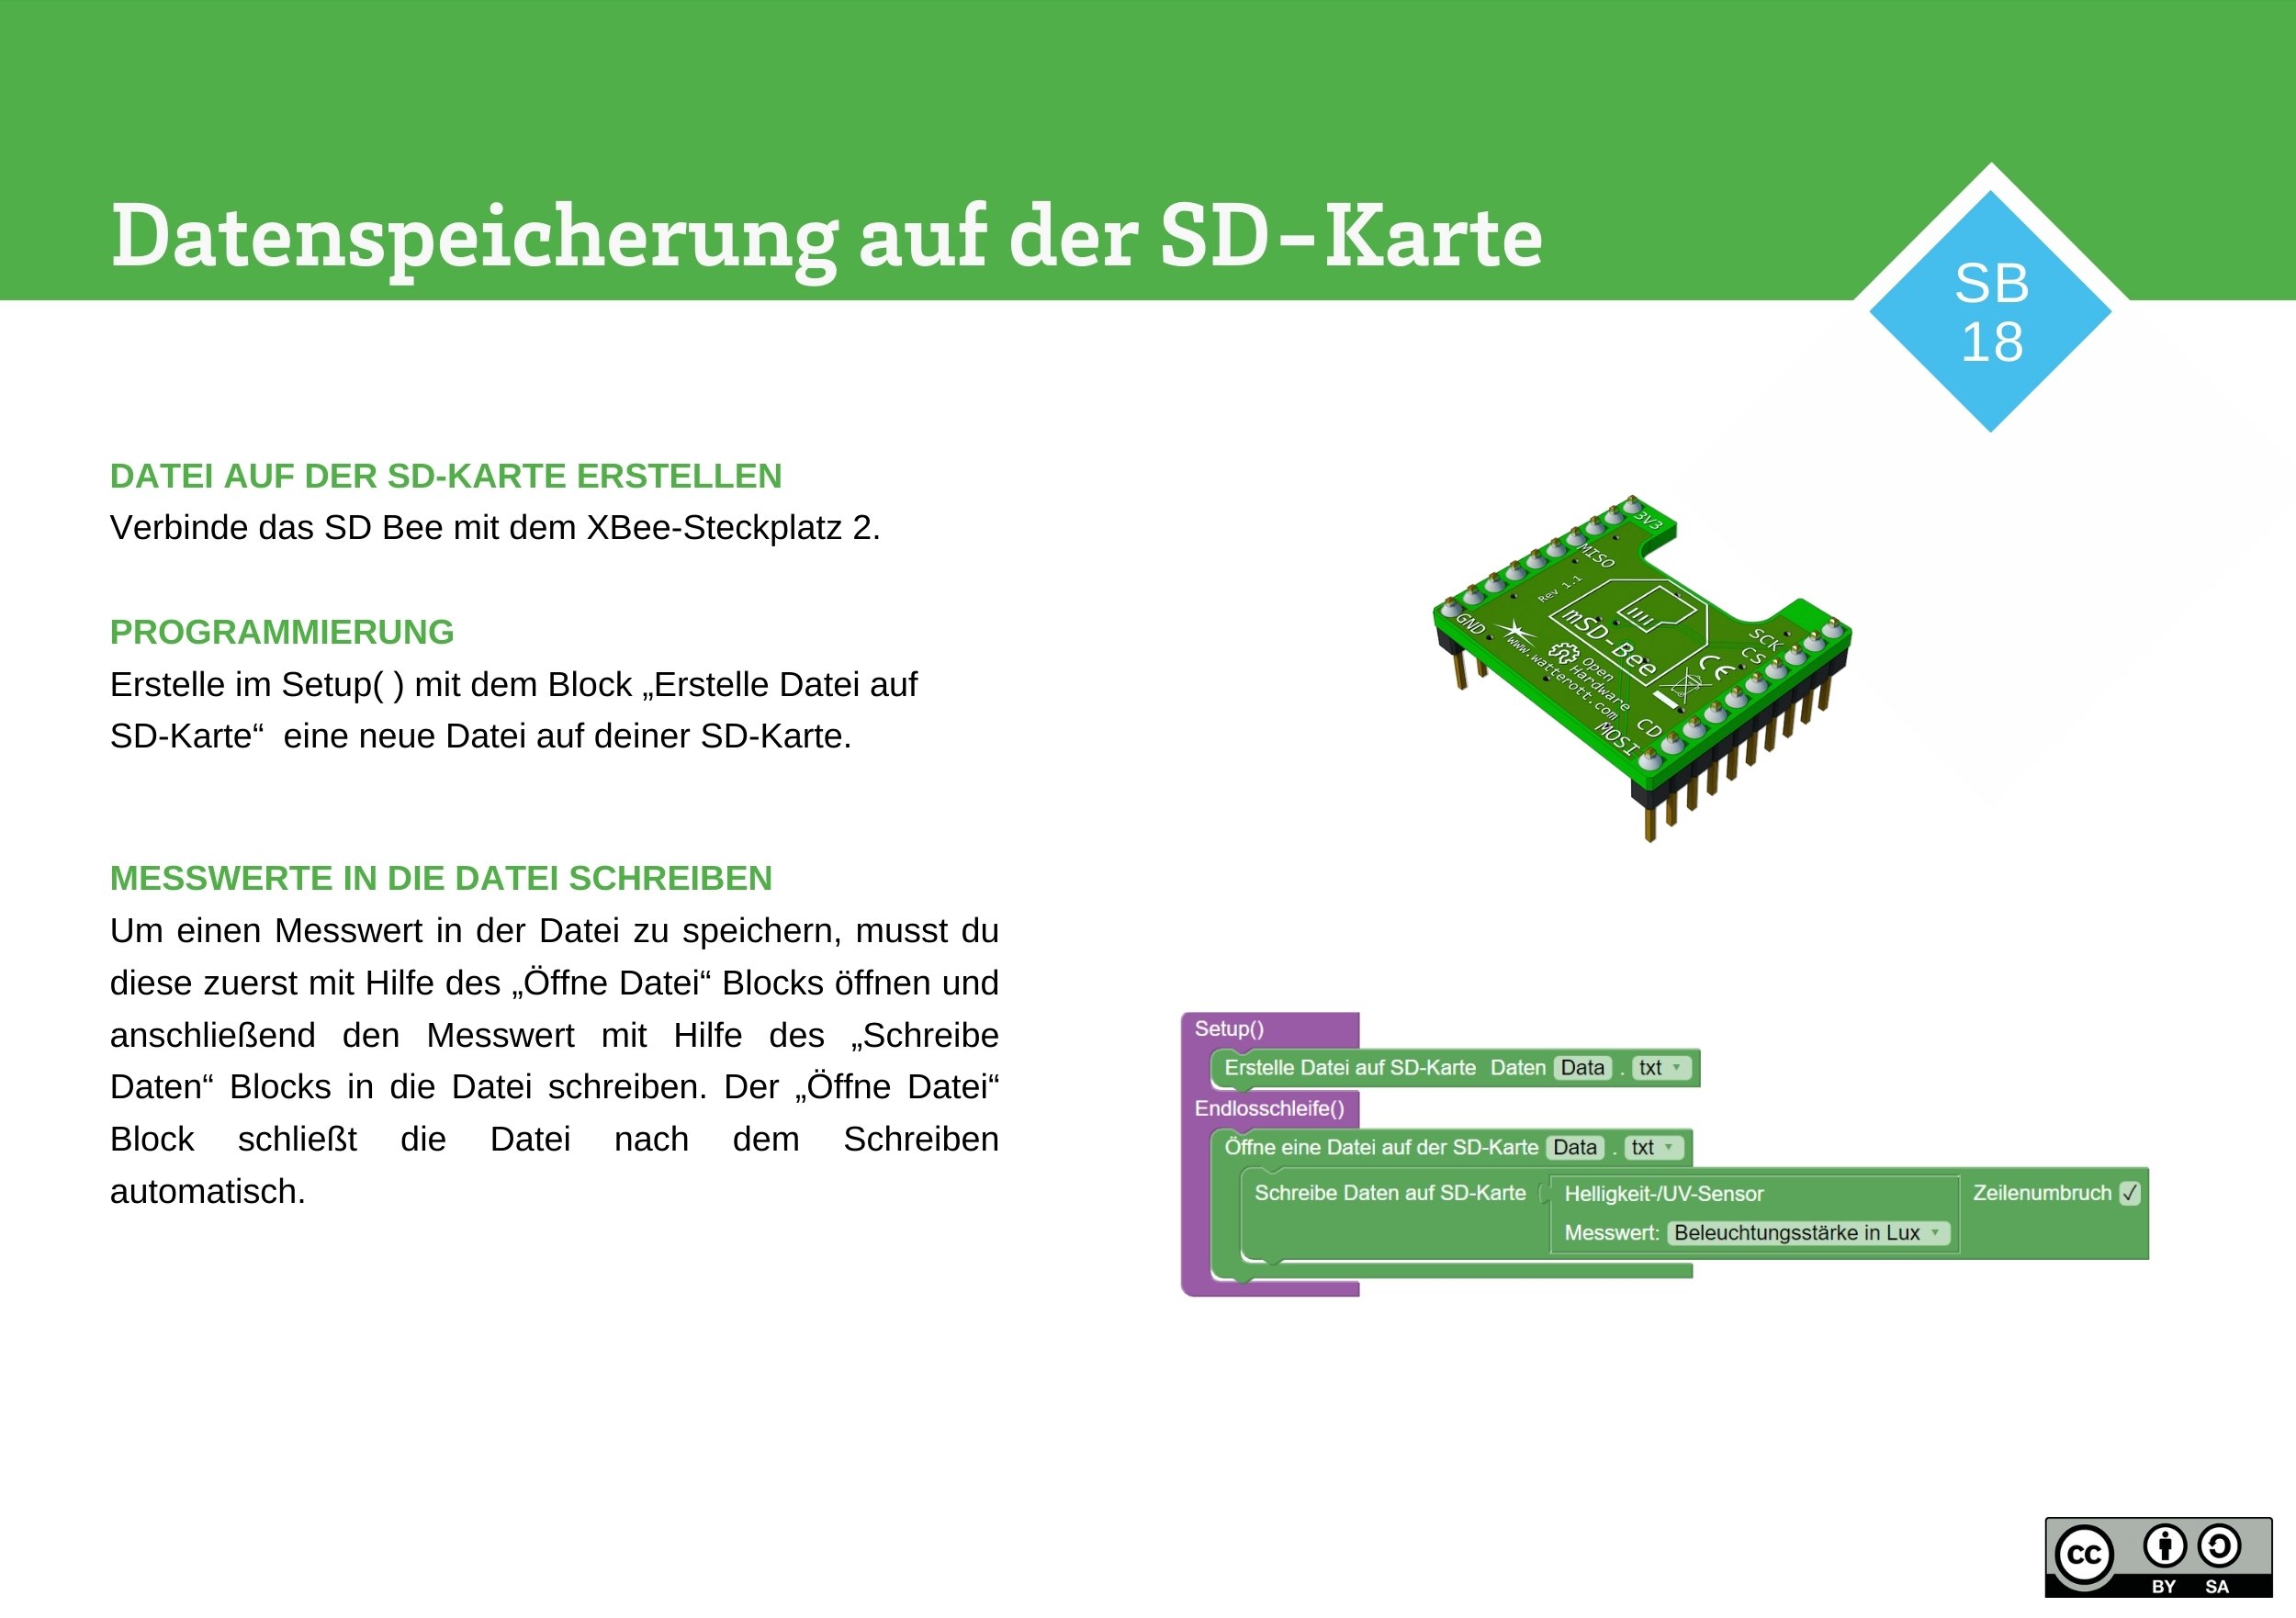 Datenspeicherung auf der SD-Karte
SB
18
DATEI AUF DER SD-KARTE ERSTELLEN
Verbinde das SD Bee mit dem XBee-Steckplatz 2.
PROGRAMMIERUNG
Erstelle im Setup( ) mit dem Block „Erstelle Datei auf
SD-Karte“  eine neue Datei auf deiner SD-Karte.
MESSWERTE IN DIE DATEI SCHREIBEN
Um einen Messwert in der Datei zu speichern, musst du
diese zuerst mit Hilfe des „Öffne Datei“ Blocks öffnen und
anschließend den Messwert mit Hilfe des „Schreibe
Daten“ Blocks in die Datei schreiben. Der „Öffne Datei“
Block schließt die Datei nach dem Schreiben
automatisch.
3V3
MISO
Rev 1.1
mSD-Bee
GND
www.watterott.com
Open
Hardware
SCK
CS
CE
CD
MOSI
Setup()
Erstelle Datei auf SD-Karte Daten Data . txt
Endlosschleife()
Öffne eine Datei auf der SD-Karte Data . txt
Schreibe Daten auf SD-Karte Helligkeit-/UV-Sensor Zeilenumbruch ✓
Messwert: Beleuchtungsstärke in Lux
CC
BY SA